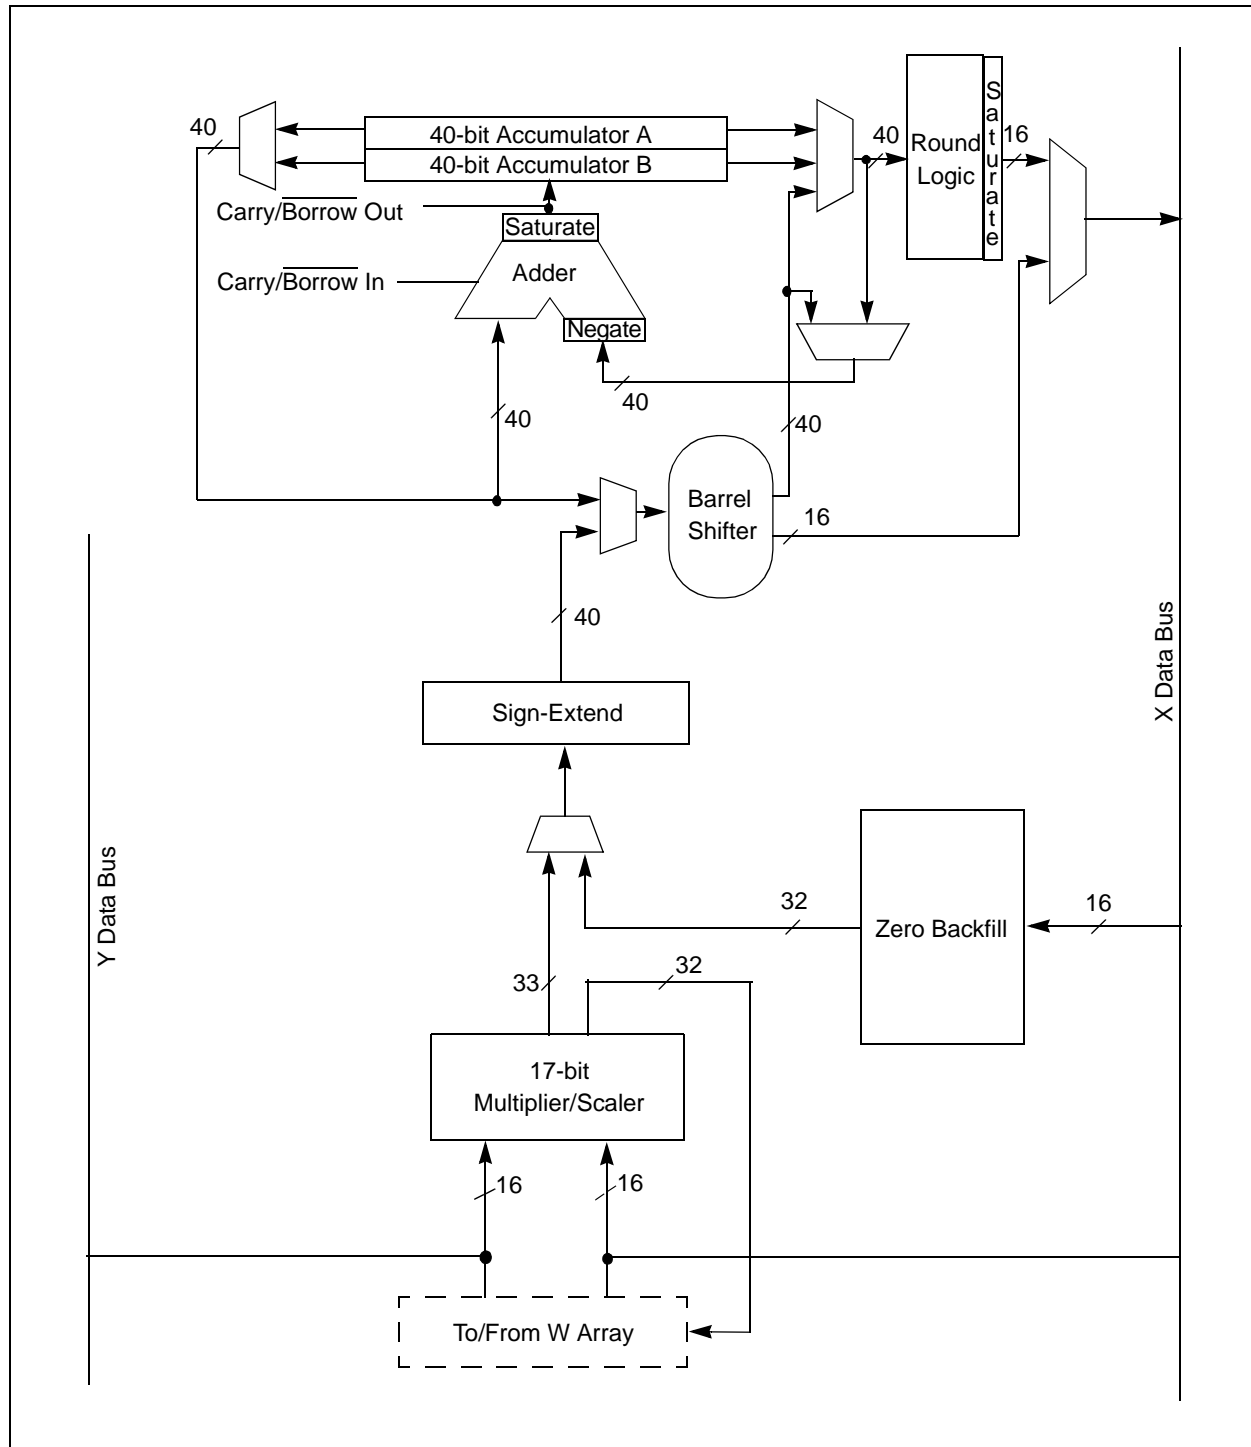 40
40-bit Accumulator A
40-bit Accumulator B
40
Round
Logic
Saturate
16
Carry/Borrow Out
Saturate
Carry/Borrow In
Adder
Negate
40
40
40
Barrel
Shifter
16
40
X Data Bus
Sign-Extend
Y Data Bus
32
Zero Backfill
16
33
32
17-bit
Multiplier/Scaler
16
16
To/From W Array